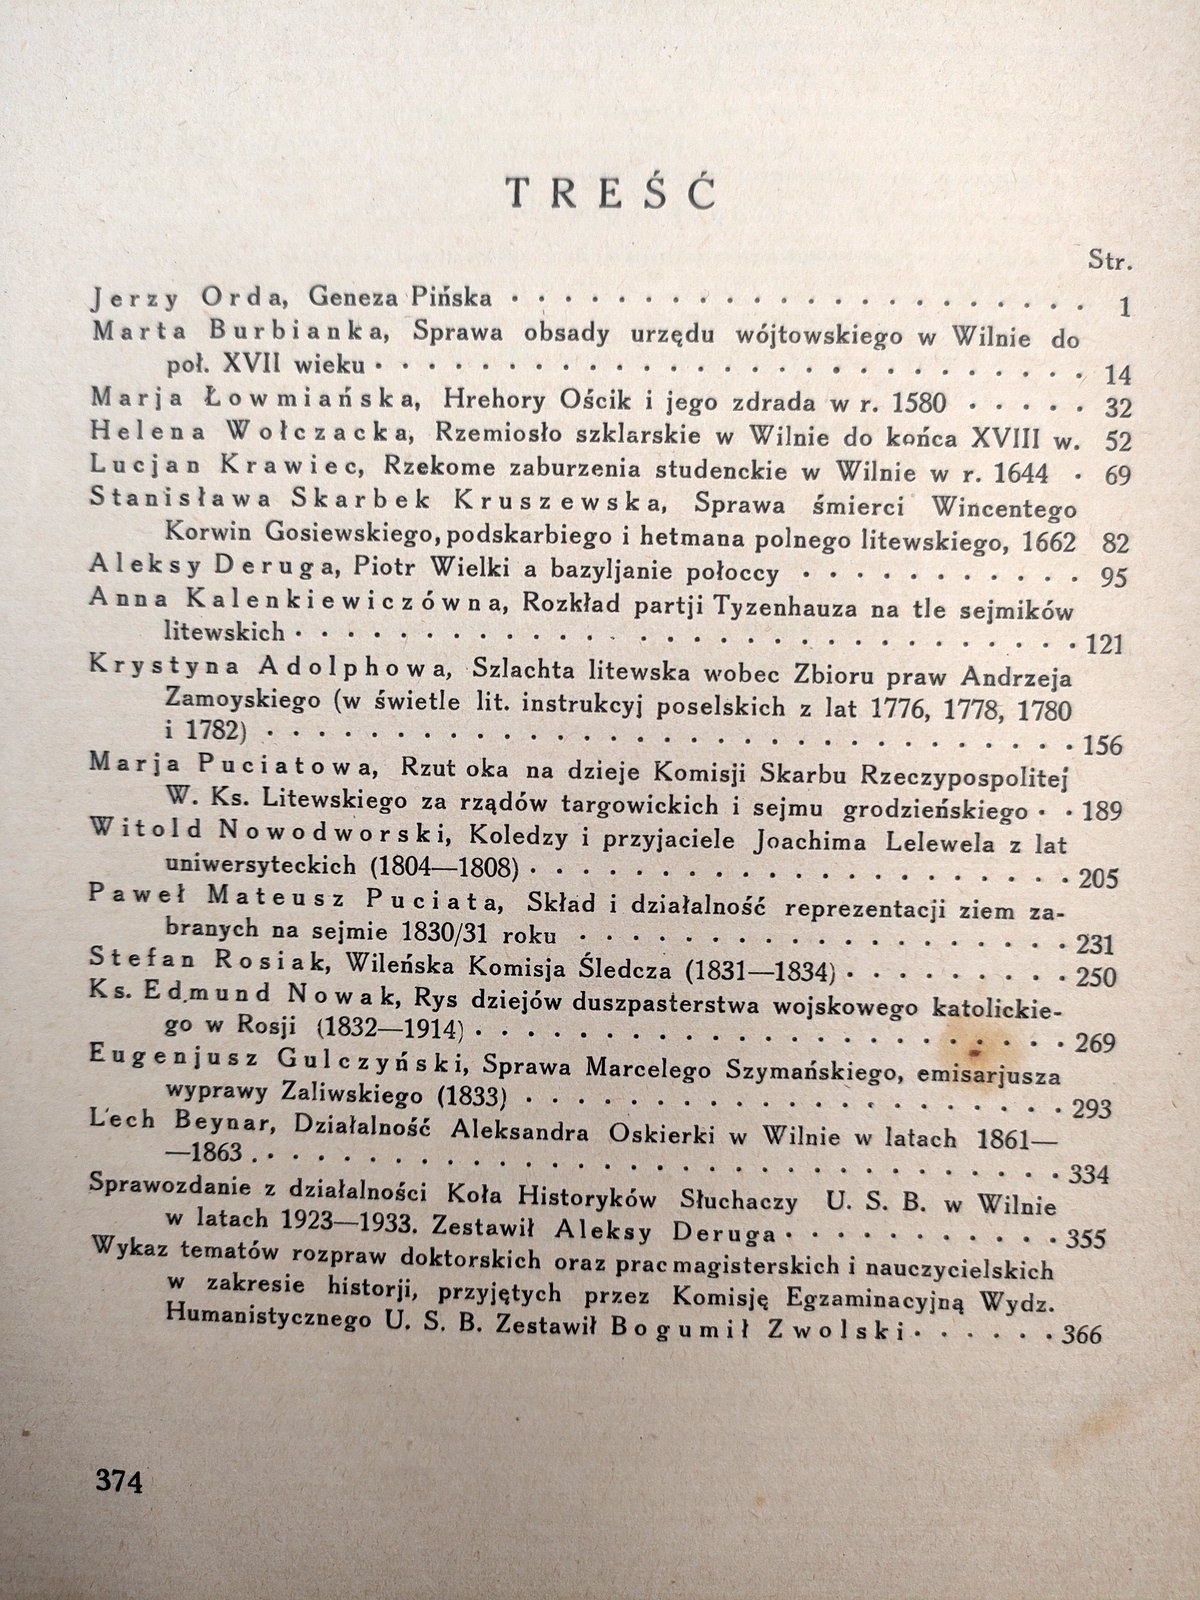 TREŚĆ
Str.
Jerzy Orda, Geneza Pińska . . . . . . . . . . . . . . . . . . . . . . 1
Marta Burbianka, Sprawa obsady urzędu wójtowskiego w Wilnie do
poł. XVII wieku . . . . . . . . . . . . . . . . . . . . . . . . . . . 14
Marja Łowmiańska, Hrehory Ościk i jego zdrada w r. 1580 . . . . . 32
Helena Wołczacka, Rzemiosło szklarskie w Wilnie do końca XVIII w. 52
Lucjan Krawiec, Rzekome zaburzenia studenckie w Wilnie w r. 1644 . 69
Stanisława Skarbek Kruszewska, Sprawa śmierci Wincentego
Korwin Gosiewskiego, podskarbiego i hetmana polnego litewskiego, 1662 82
Aleksy Deruga, Piotr Wielki a bazyljanie połoccy . . . . . . . . . . . 95
Anna Kalenkiewiczówna, Rozkład partji Tyzenhauza na tle sejmików
litewskich . . . . . . . . . . . . . . . . . . . . . . . . . . . . . . 121
Krystyna Adolphowa, Szlachta litewska wobec Zbioru praw Andrzeja
Zamoyskiego (w świetle lit. instrukcyj poselskich z lat 1776, 1778, 1780
i 1782) . . . . . . . . . . . . . . . . . . . . . . . . . . . . . . . 156
Marja Puciatowa, Rzut oka na dzieje Komisji Skarbu Rzeczypospolitej
W. Ks. Litewskiego za rządów targowickich i sejmu grodzieńskiego . . 189
Witold Nowodworski, Koledzy i przyjaciele Joachima Lelewela z lat
uniwersyteckich (1804—1808) . . . . . . . . . . . . . . . . . . . . . 205
Paweł Mateusz Puciata, Skład i działalność reprezentacji ziem za-
branych na sejmie 1830/31 roku . . . . . . . . . . . . . . . . . . . 231
Stefan Rosiak, Wileńska Komisja Śledcza (1831—1834) . . . . . . . . . 250
Ks. Edmund Nowak, Rys dziejów duszpasterstwa wojskowego katolickie-
go w Rosji (1832—1914) . . . . . . . . . . . . . . . . . . . . . . . 269
Eugenjusz Gulczyński, Sprawa Marcelego Szymańskiego, emisarjusza
wyprawy Zaliwskiego (1833) . . . . . . . . . . . . . . . . . . . . . 293
Lech Beynar, Działalność Aleksandra Oskierki w Wilnie w latach 1861—
—1863 . . . . . . . . . . . . . . . . . . . . . . . . . . . . . . . . 334
Sprawozdanie z działalności Koła Historyków Słuchaczy U. S. B. w Wilnie
w latach 1923—1933. Zestawił Aleksy Deruga . . . . . . . . . . . 355
Wykaz tematów rozpraw doktorskich oraz prac magisterskich i nauczycielskich
w zakresie historji, przyjętych przez Komisję Egzaminacyjną Wydz.
Humanistycznego U. S. B. Zestawił Bogumił Zwolski . . . . . . 366
374